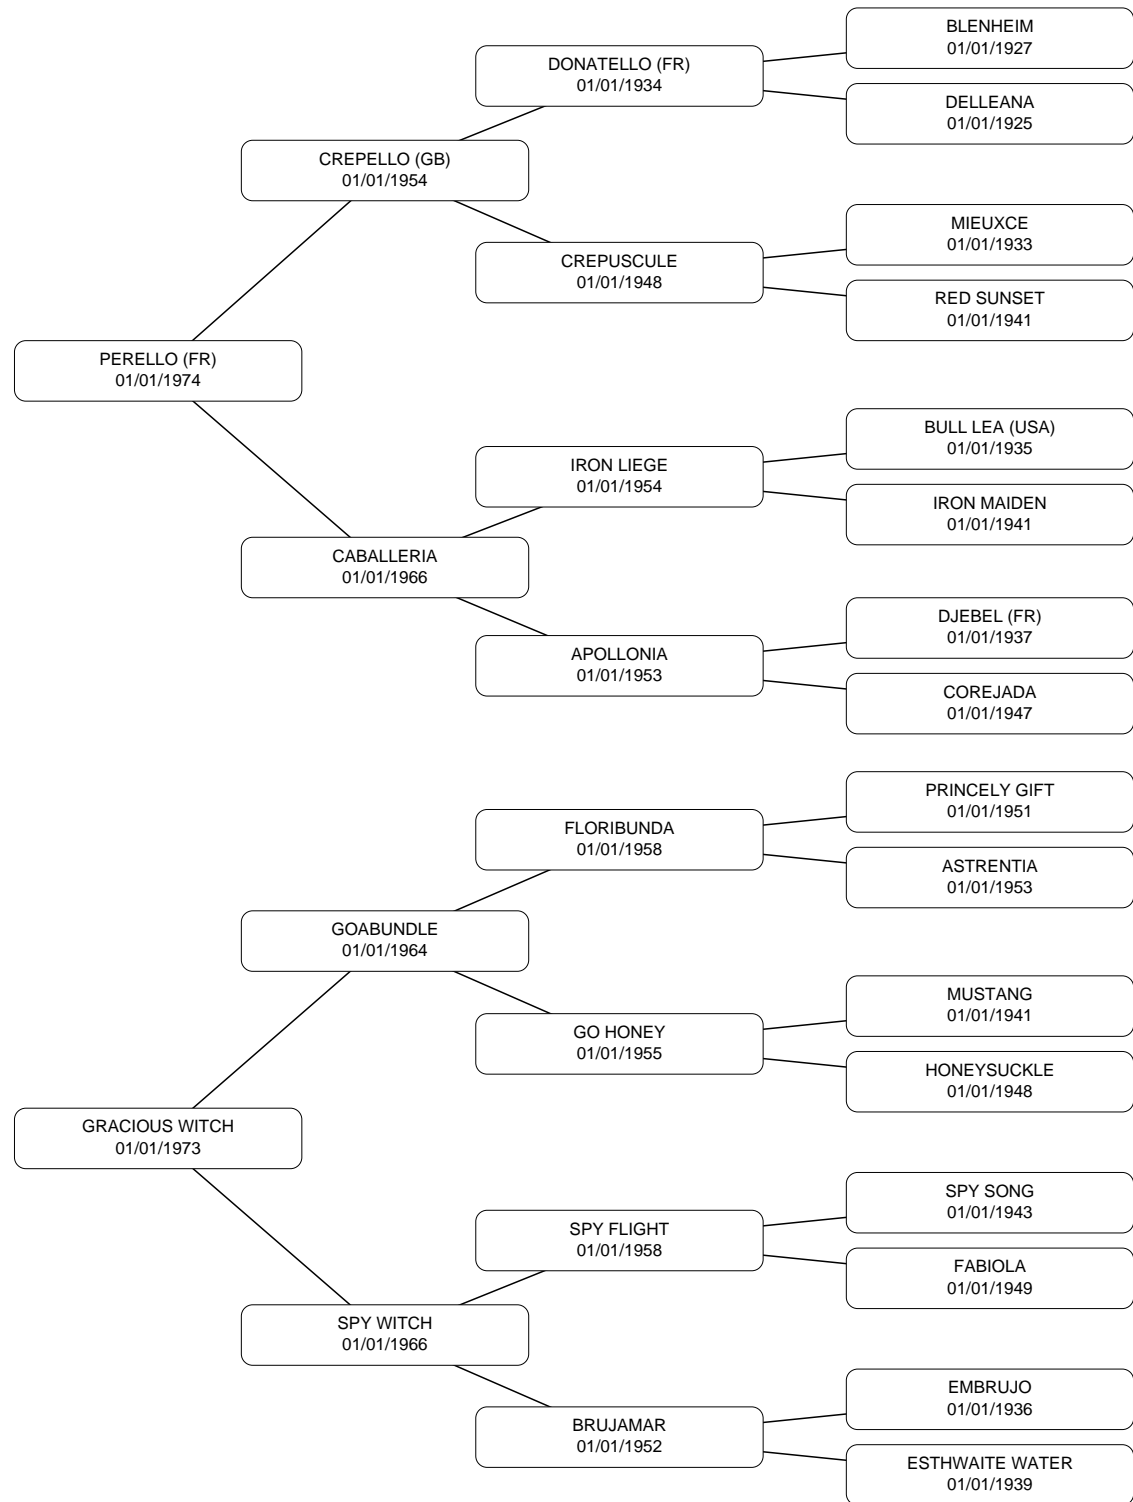 BLENHEIM
01/01/1927
DONATELLO (FR)
01/01/1934
DELLEANA
01/01/1925
CREPELLO (GB)
01/01/1954
MIEUXCE
01/01/1933
CREPUSCULE
01/01/1948
RED SUNSET
01/01/1941
PERELLO (FR)
01/01/1974
BULL LEA (USA)
01/01/1935
IRON LIEGE
01/01/1954
IRON MAIDEN
01/01/1941
CABALLERIA
01/01/1966
DJEBEL (FR)
01/01/1937
APOLLONIA
01/01/1953
COREJADA
01/01/1947
PRINCELY GIFT
01/01/1951
FLORIBUNDA
01/01/1958
ASTRENTIA
01/01/1953
GOABUNDLE
01/01/1964
MUSTANG
01/01/1941
GO HONEY
01/01/1955
HONEYSUCKLE
01/01/1948
GRACIOUS WITCH
01/01/1973
SPY SONG
01/01/1943
SPY FLIGHT
01/01/1958
FABIOLA
01/01/1949
SPY WITCH
01/01/1966
EMBRUJO
01/01/1936
BRUJAMAR
01/01/1952
ESTHWAITE WATER
01/01/1939